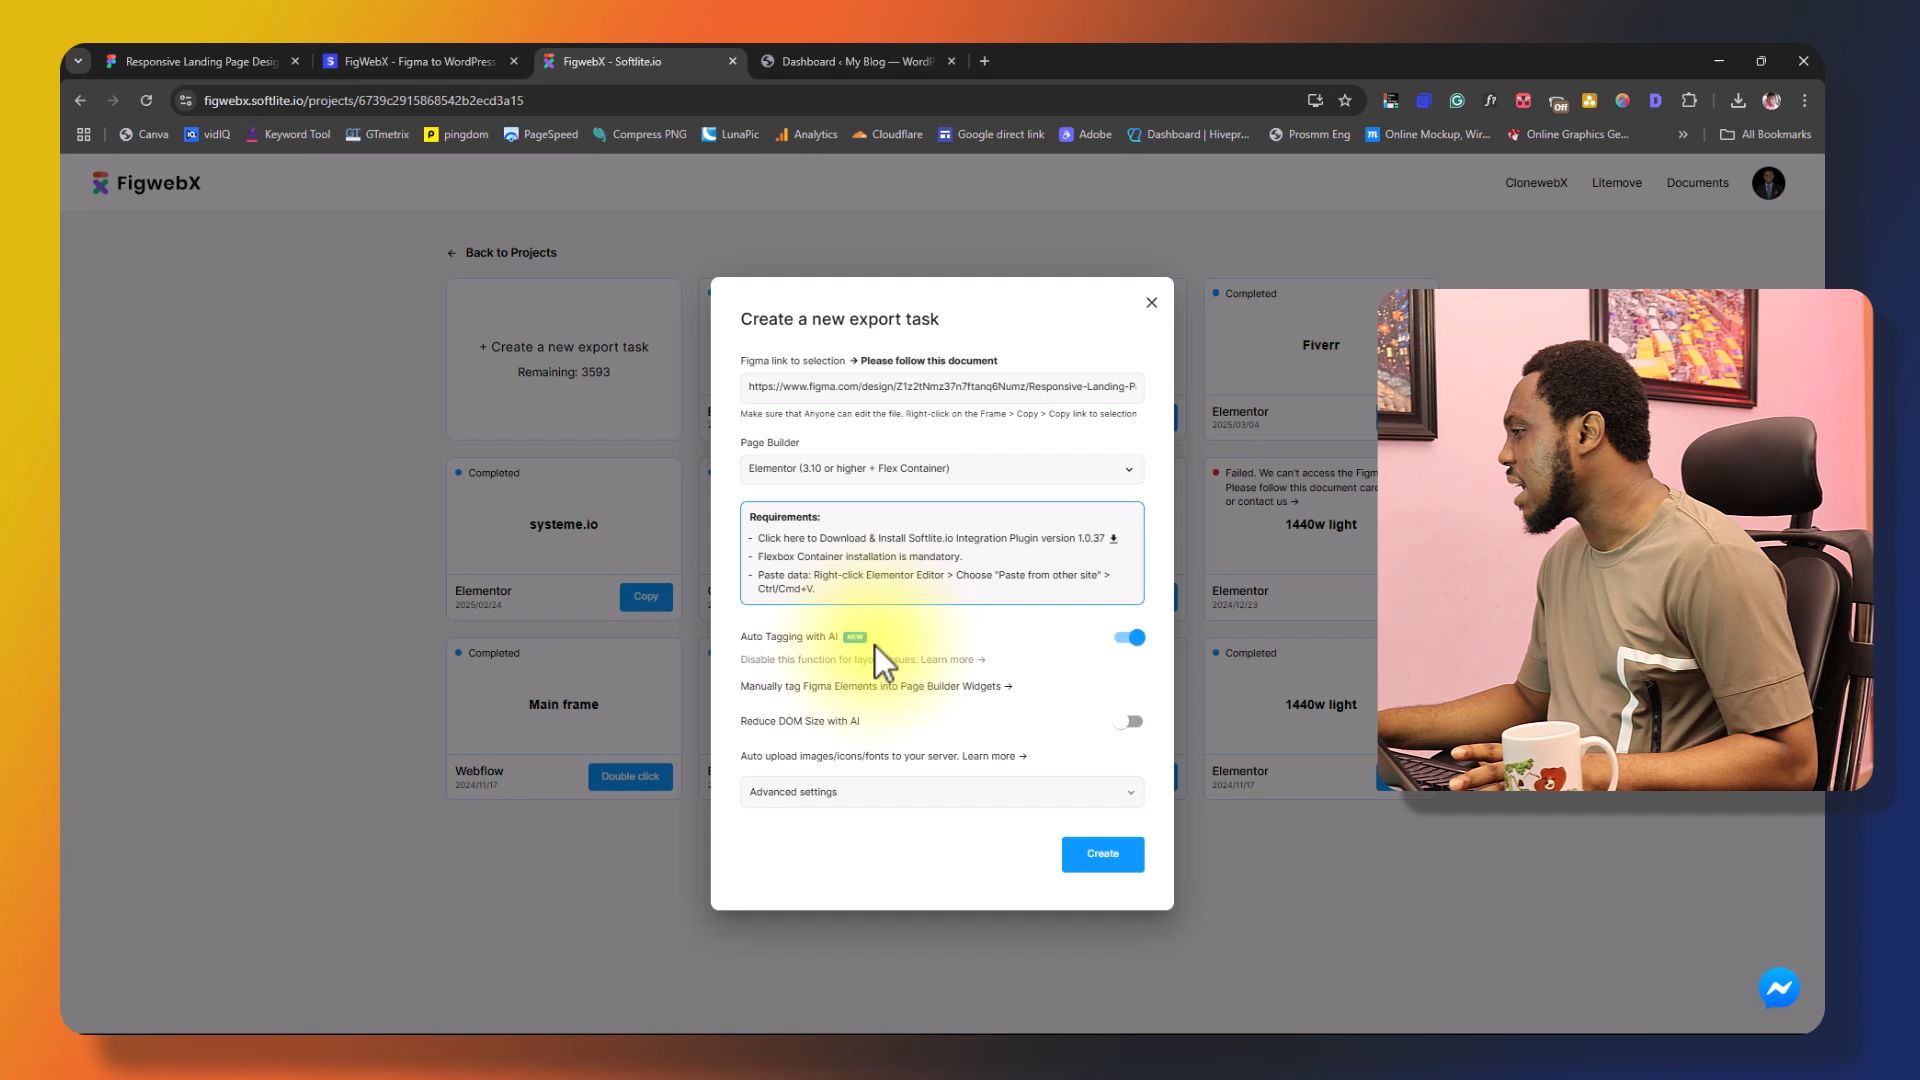 Responsive Landing Page Desig
FigWebX - Figma to WordPress
FigwebX - Softlite.io
Dashboard ‹ My Blog — WordP
figwebx.softlite.io/projects/6739c2915868542b2ecd3a15
Off
Canva
vidIQ
Keyword Tool
GTmetrix
pingdom
PageSpeed
Compress PNG
LunaPic
Analytics
Cloudflare
Google direct link
Adobe
Dashboard | Hivepr...
Prosmm Eng
Online Mockup, Wir...
Online Graphics Ge...
All Bookmarks
FigwebX
ClonewebX
Litemove
Documents
← Back to Projects
+ Create a new export task
Remaining: 3593
Completed
Fiverr
Elementor
2025/03/04
Completed
systeme.io
Elementor
2025/02/24
Copy
Failed. We can't access the Figm
Please follow this document care
or contact us →
1440w light
Elementor
2024/12/23
Completed
Main frame
Webflow
2024/11/17
Double click
Completed
1440w light
Elementor
2024/11/17
Create a new export task
Figma link to selection → Please follow this document
https://www.figma.com/design/Z1z2tNmz37n7ftanq6Numz/Responsive-Landing-P
Make sure that Anyone can edit the file. Right-click on the Frame > Copy > Copy link to selection
Page Builder
Elementor (3.10 or higher + Flex Container)
Requirements:
- Click here to Download & Install Softlite.io Integration Plugin version 1.0.37
- Flexbox Container installation is mandatory.
- Paste data: Right-click Elementor Editor > Choose "Paste from other site" >
Ctrl/Cmd+V.
Auto Tagging with AI NEW
Disable this function for layo ssues. Learn more →
Manually tag Figma Elements into Page Builder Widgets →
Reduce DOM Size with AI
Auto upload images/icons/fonts to your server. Learn more →
Advanced settings
Create